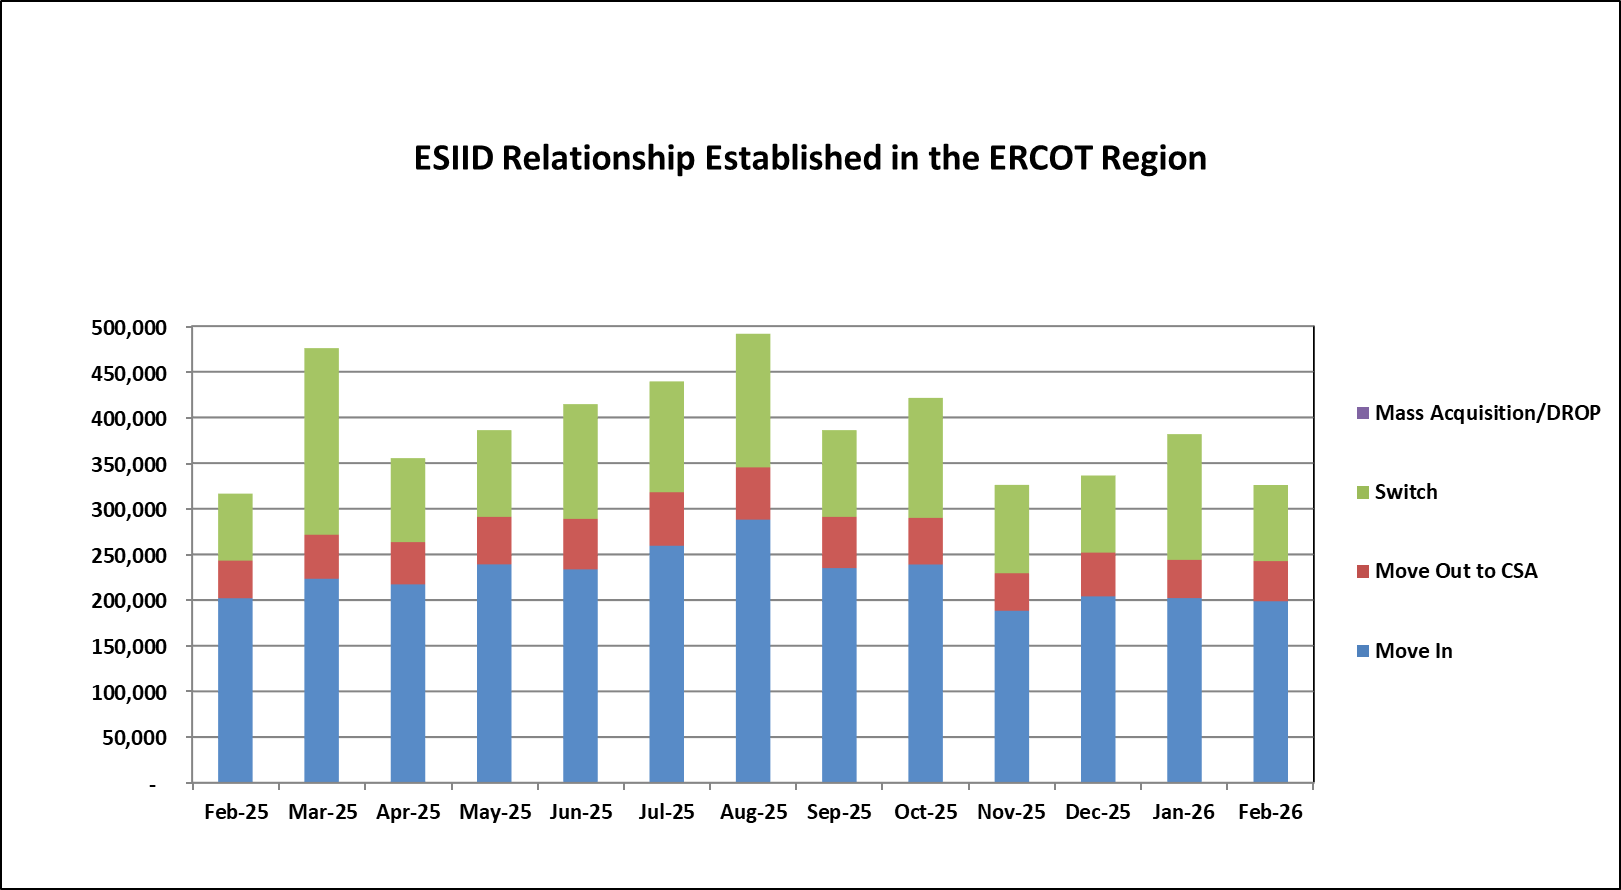 ESIID Relationship Established in the ERCOT Region
500,000
450,000
400,000
350,000
300,000
250,000
200,000
150,000
100,000
50,000
-
Feb-25 Mar-25 Apr-25 May-25 Jun-25 Jul-25 Aug-25 Sep-25 Oct-25 Nov-25 Dec-25 Jan-26 Feb-26
Mass Acquisition/DROP
Switch
Move Out to CSA
Move In